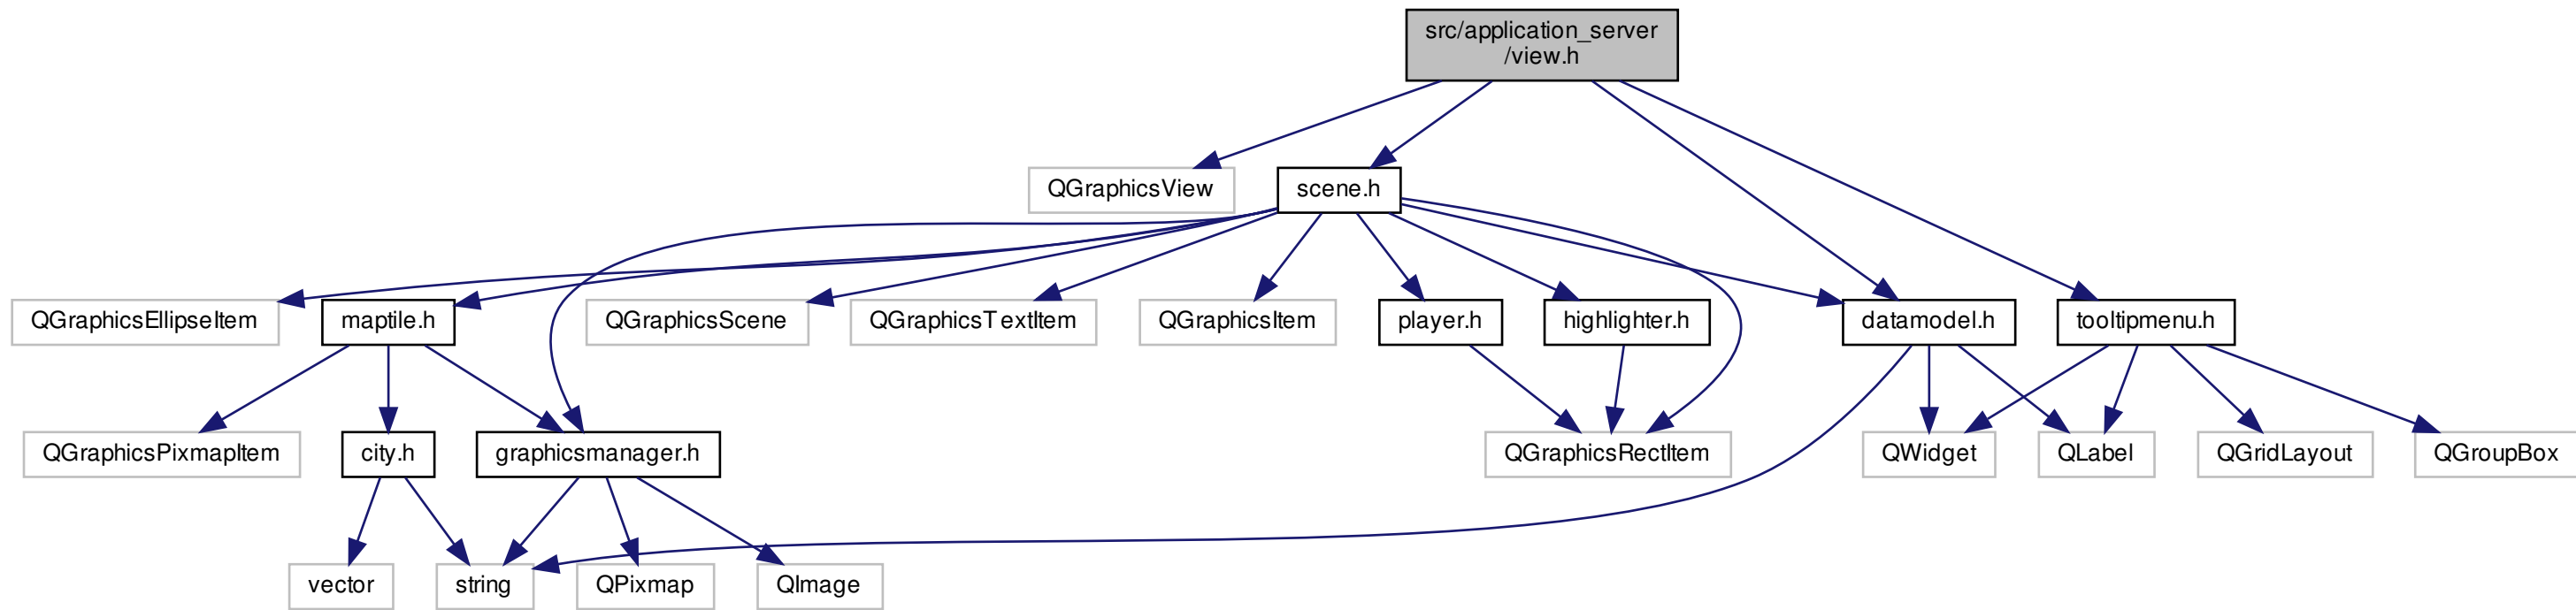 src/application_server
/view.h
QGraphicsView
scene.h
QGraphicsEllipseItem
maptile.h
QGraphicsScene
QGraphicsTextItem
QGraphicsItem
player.h
highlighter.h
datamodel.h
tooltipmenu.h
QGraphicsPixmapItem
city.h
graphicsmanager.h
QGraphicsRectItem
QWidget
QLabel
QGridLayout
QGroupBox
vector
string
QPixmap
QImage